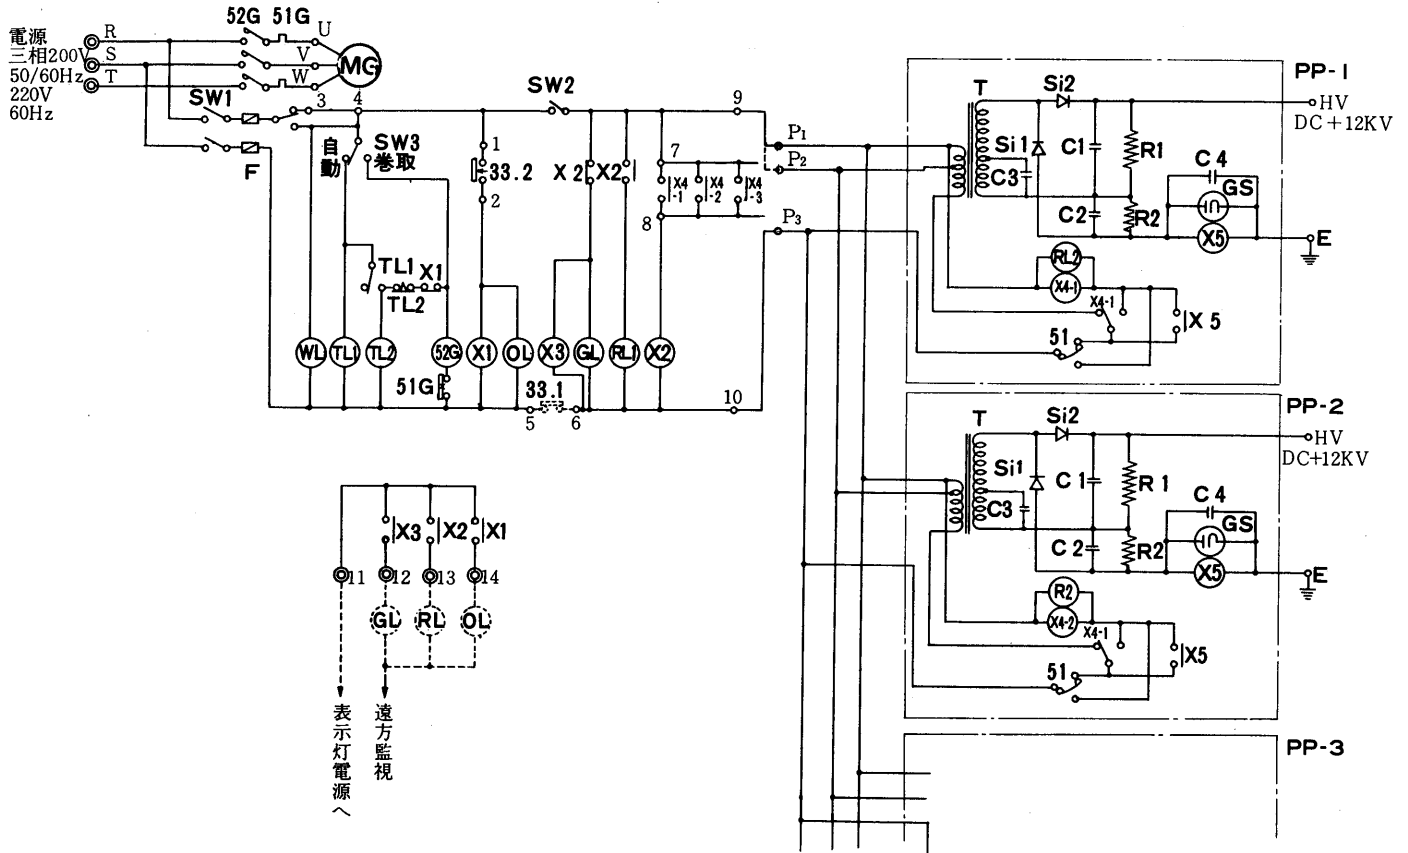 電源
三相200V
50/60Hz
220V
60Hz
R
S
T
52G 51G
U
V
W
MG
SW1
F
3
4
自動
SW3
巻取
SW2
1
33.2
2
X2
X2
7
8
X4-1
X4-2
X4-3
9
P1
P2
P3
TL1
X1
TL2
WL
TL1
TL2
52G
X1
OL
X3
GL
RL1
X2
51G
33.1
5
6
10
PP-1
T
Si2
Si1
C1
C2
C3
R1
R2
C4
GS
X5
HV
DC+12KV
E
RL2
X4-1
X4-1
X5
51
PP-2
T
Si2
Si1
C1
C2
C3
R1
R2
C4
GS
X5
HV
DC+12KV
E
R2
X4-2
X4-1
X5
51
PP-3
X3
X2
X1
11
12
13
14
GL
RL
OL
表示灯電源へ
遠方監視